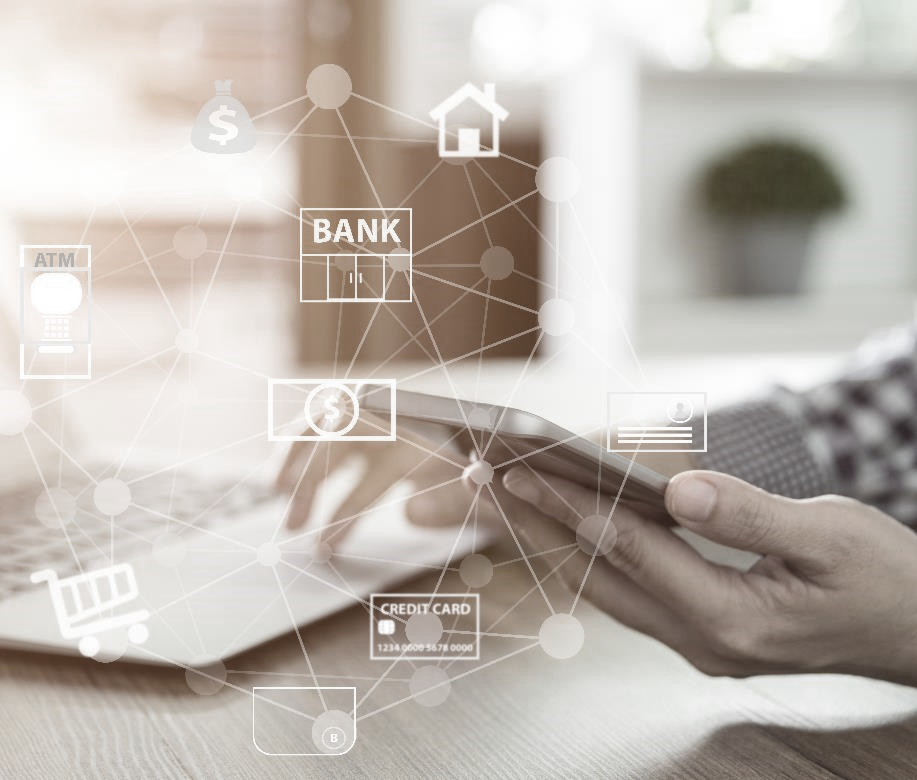 $
BANK
ATM
$
CREDIT CARD
1234 0000 5678 0000
B